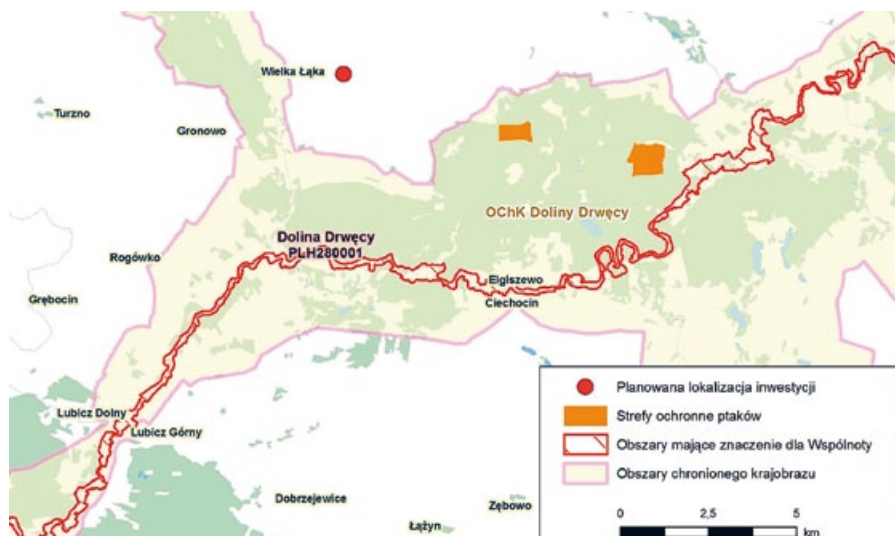 Wielka Łąka
Turzno
Gronowo
OChK Doliny Drwęcy
Dolina Drwęcy
PLH280001
Rogówko
Elgiszewo
Grębocin
Ciechocin
Lubicz Dolny
Lubicz Górny
Dobrzejewice
Zębowo
Łążyn
Planowana lokalizacja inwestycji
Strefy ochronne ptaków
Obszary mające znaczenie dla Wspólnoty
Obszary chronionego krajobrazu
0 2,5 5
km